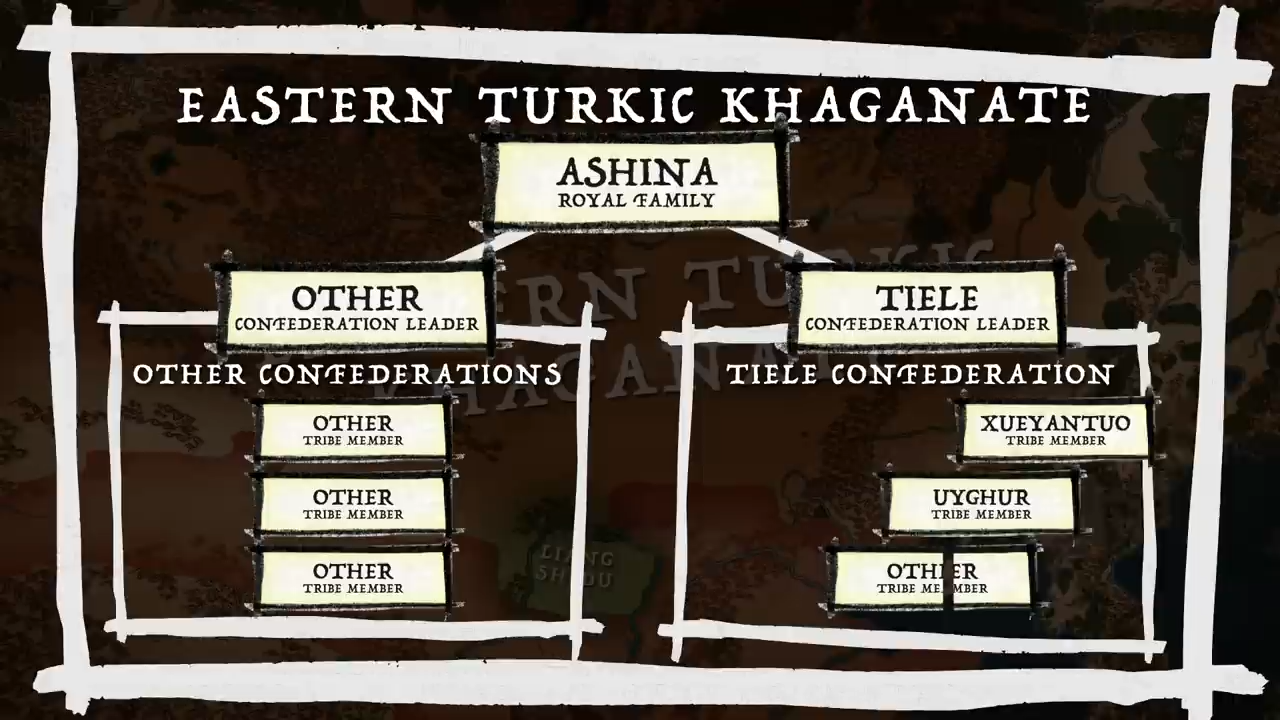 EASTERN TURKIC KHAGANATE
ASHINA
ROYAL FAMILY
OTHER
CONFEDERATION LEADER
TIELE
CONFEDERATION LEADER
OTHER CONFEDERATIONS
TIELE CONFEDERATION
OTHER
TRIBE MEMBER
XUEYANTUO
TRIBE MEMBER
OTHER
TRIBE MEMBER
UYGHUR
TRIBE MEMBER
OTHER
TRIBE MEMBER
OTHER
TRIBE MEMBER
LIANG